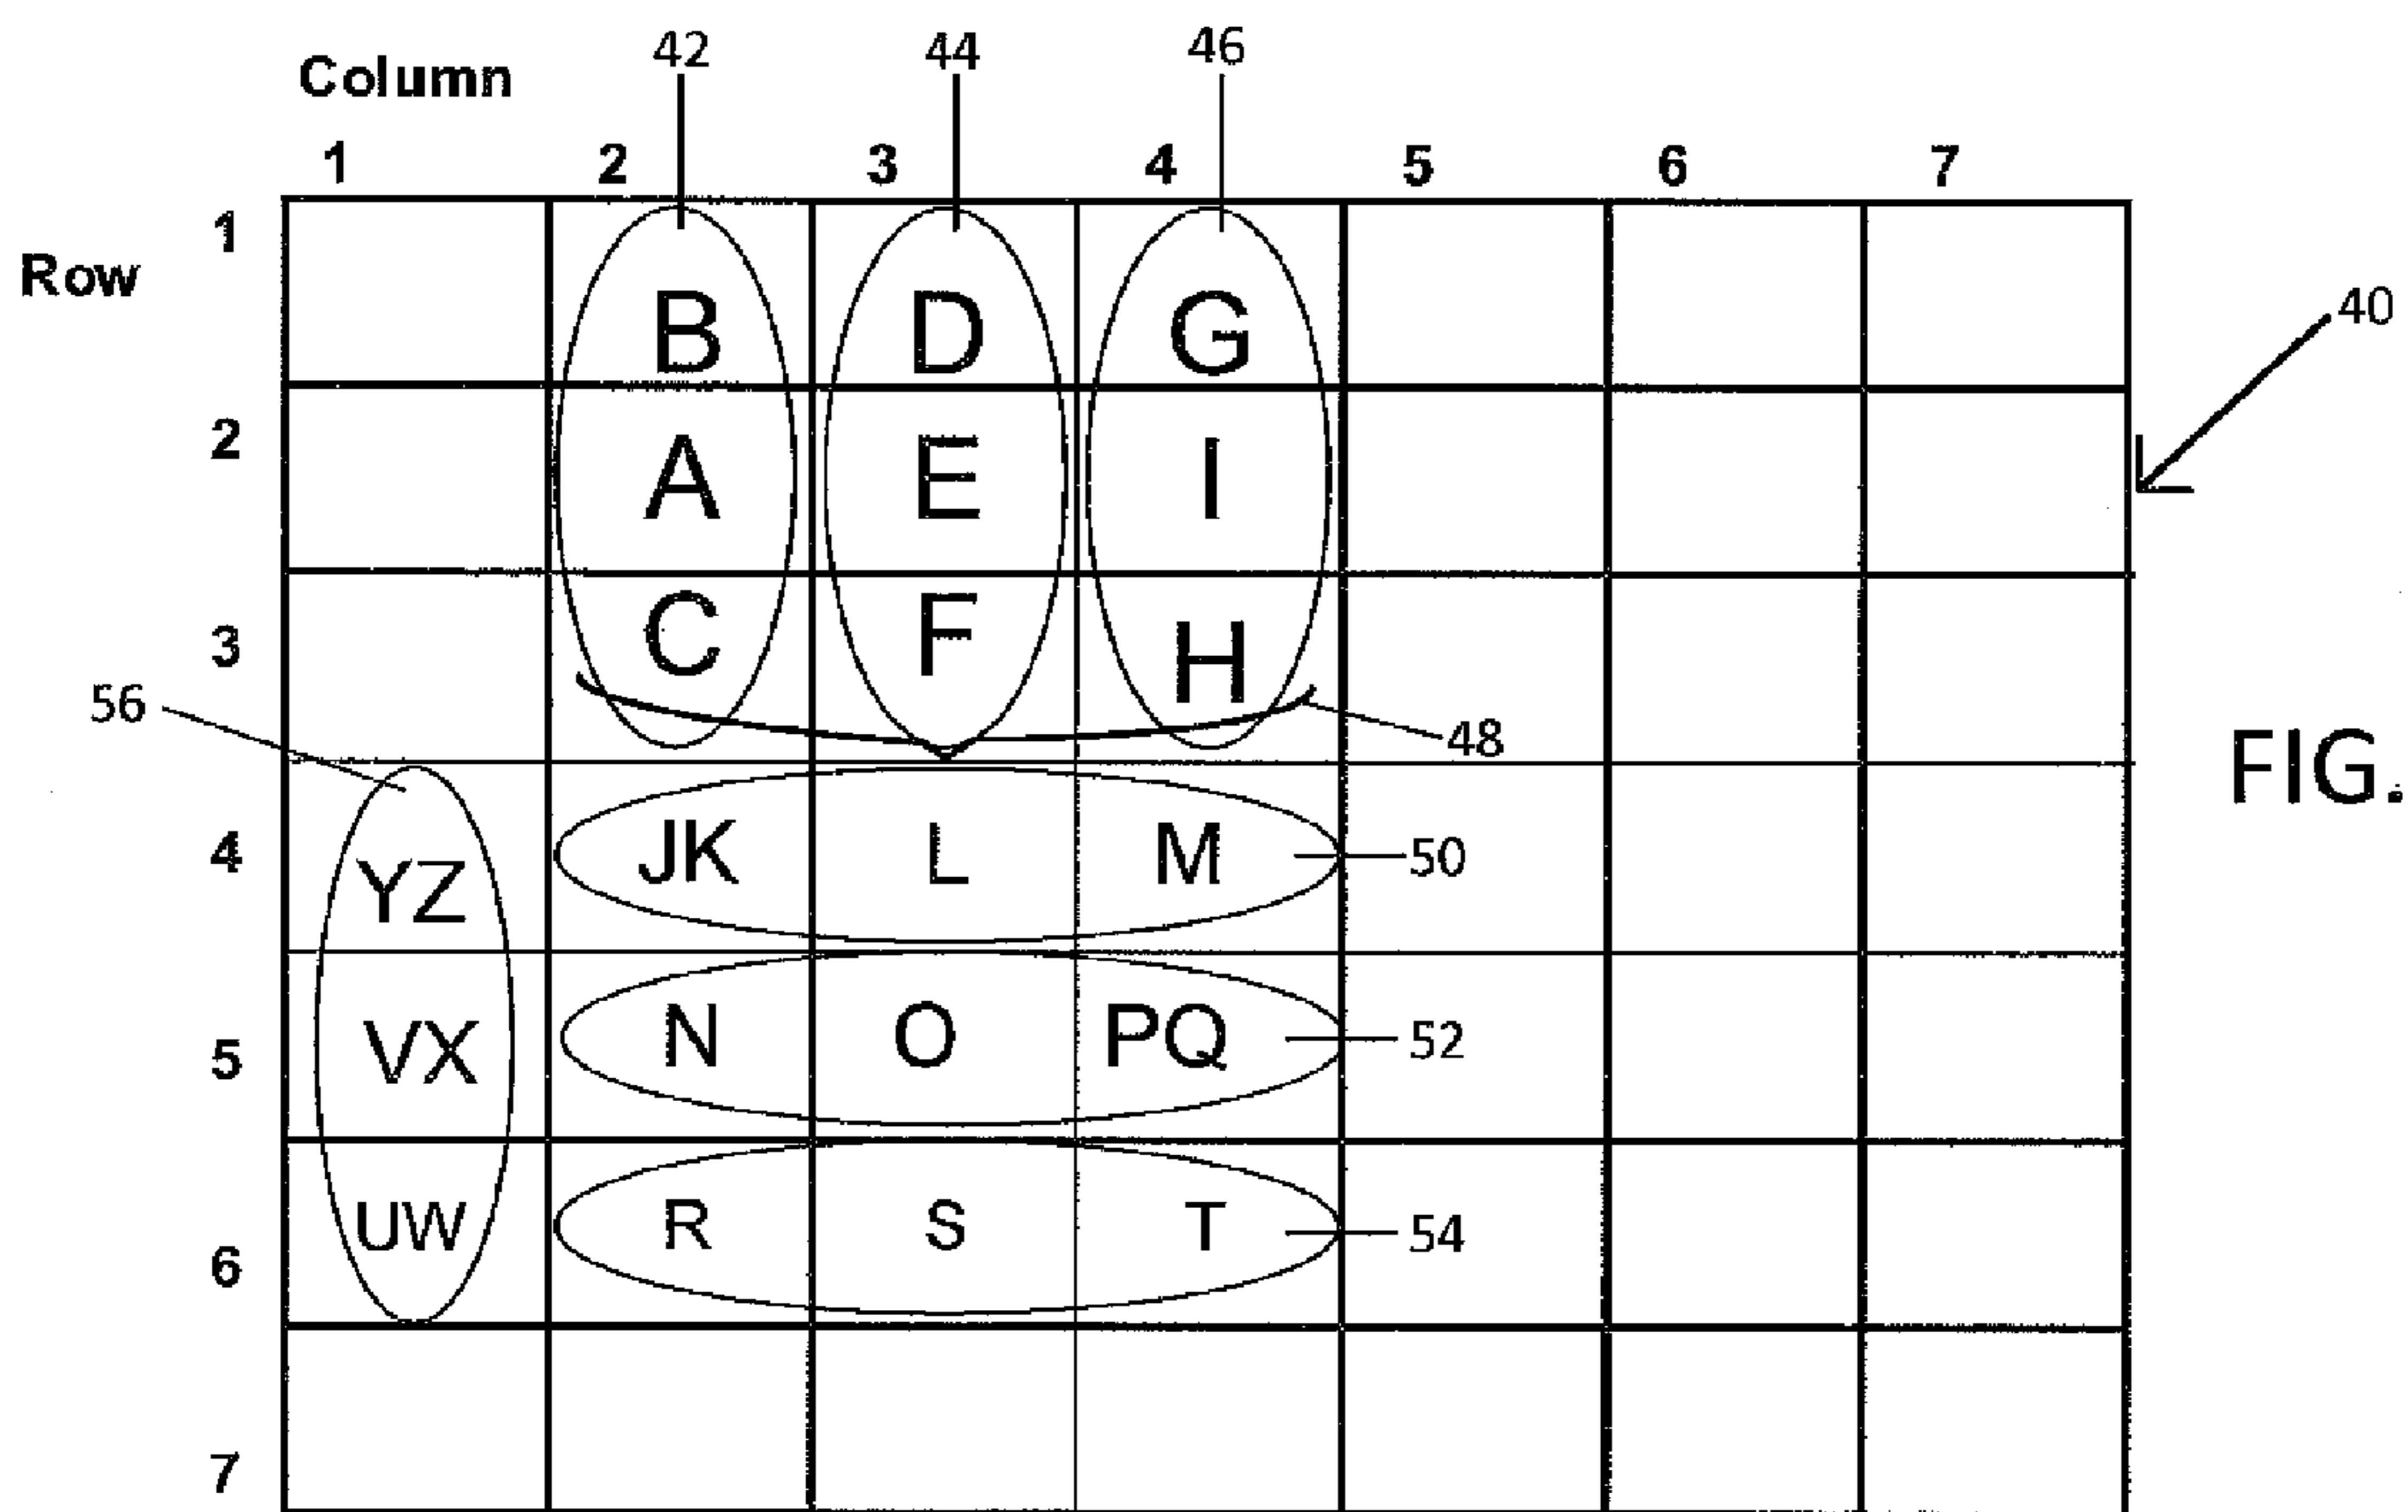 42 44 46
Column
1 2 3 4 5 6 7
1
Row
B D G
40
2
A E I
3
C F H
56
48
FIG.
4
JK L M 50
YZ
N O PQ 52
5
VX
R S T 54
UW
6
7